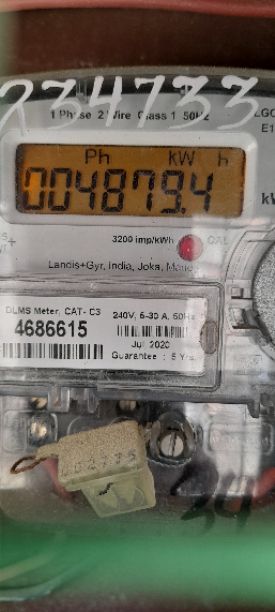 234733
1 Phase 2 Wire Class 1 50Hz
Ph kW h
004879.4
3200 imp/kWh CAL
Landis+Gyr, India, Joka,
DLMS Meter, CAT- C3
4686615
240V, 5-30 A, 50Hz
Jul 2020
Guarantee : 5 Yrs.
34